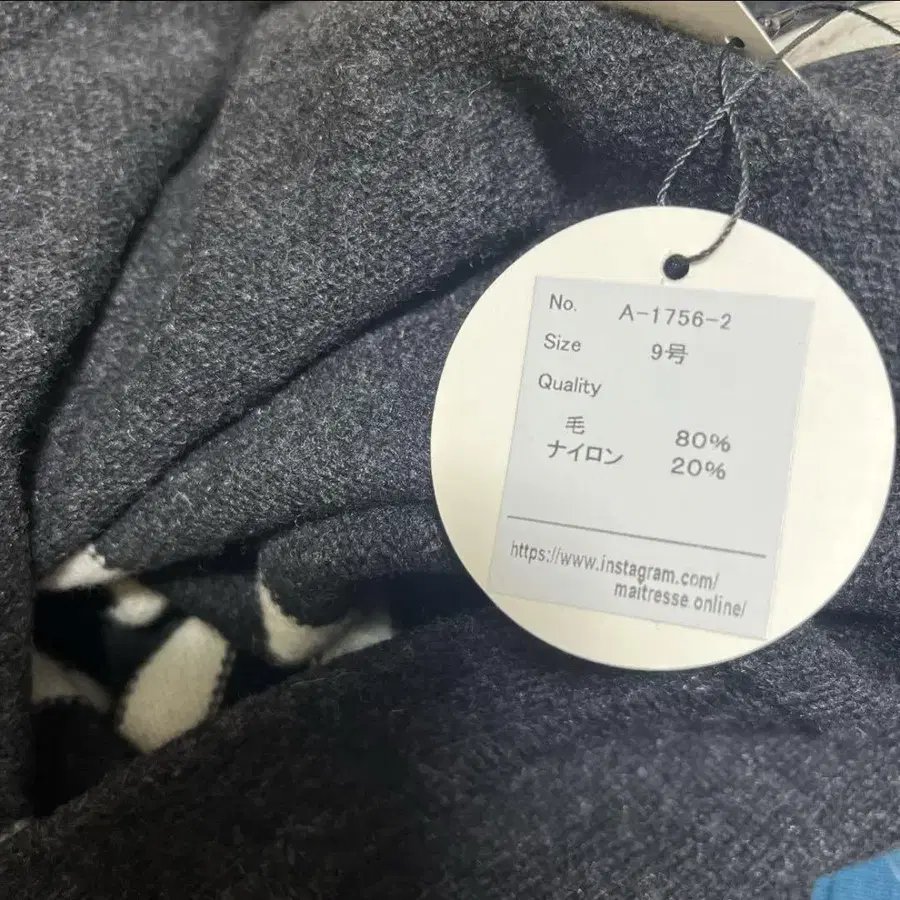 No. A-1756-2
Size 9号
Quality
毛 80%
ナイロン 20%
https://www.instagram.com/
maitresse online/